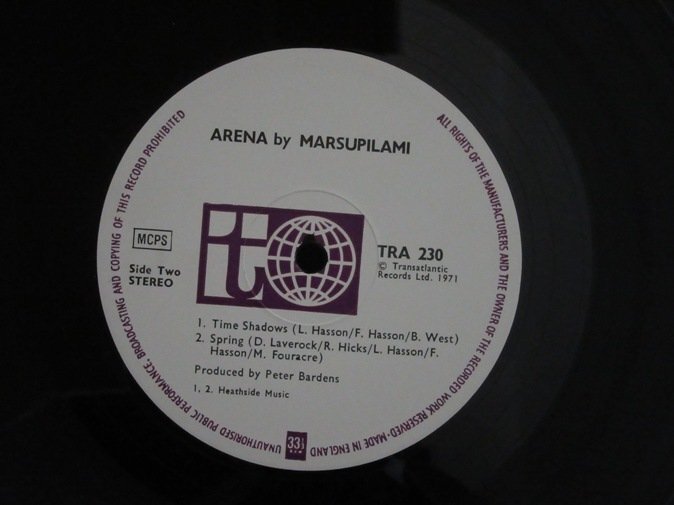 ARENA by MARSUPILAMI
MCPS
Side Two
STEREO
it
TRA 230
© Transatlantic
Records Ltd. 1971
1. Time Shadows (L. Hasson/F. Hasson/B. West)
2. Spring (D. Laverock/R. Hicks/L. Hasson/F.
Hasson/M. Fouracre)
Produced by Peter Bardens
1, 2. Heathside Music
33⅓
ALL RIGHTS OF THE MANUFACTURERS AND THE OWNER OF THE RECORDED WORK RESERVED·MADE IN ENGLAND
UNAUTHORISED PUBLIC PERFORMANCE, BROADCASTING AND COPYING OF THIS RECORD PROHIBITED